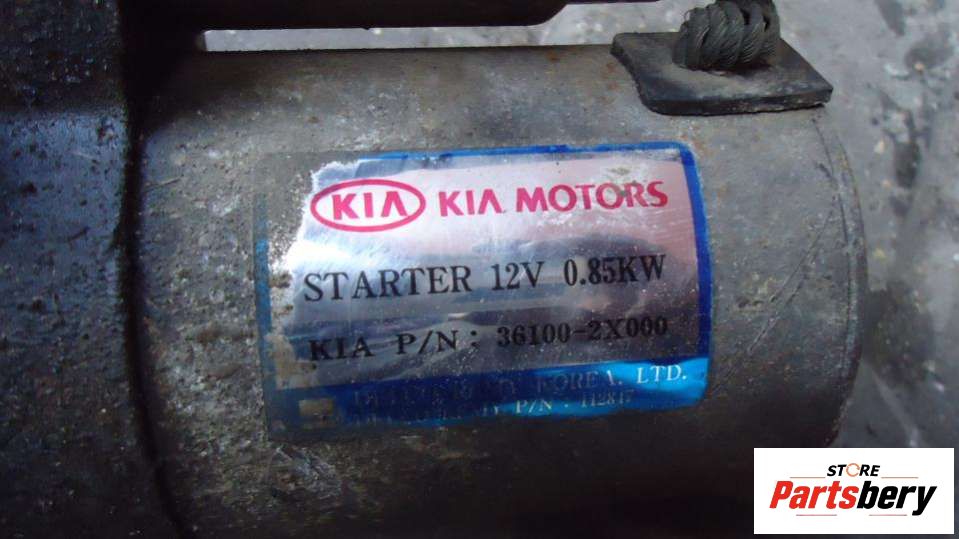 KIA KIA MOTORS
STARTER 12V 0.85KW
KIA P/N : 36100-2X000
KOREA. LTD.
P/N : 112817
STORE
Partsbery